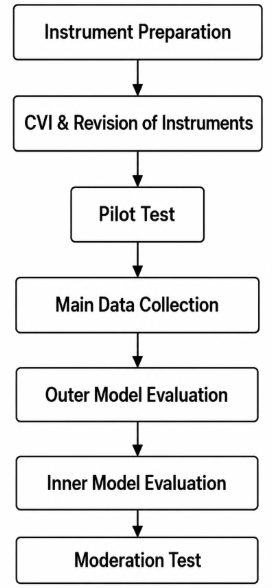 Instrument Preparation
CVI & Revision of Instruments
Pilot Test
Main Data Collection
Outer Model Evaluation
Inner Model Evaluation
Moderation Test